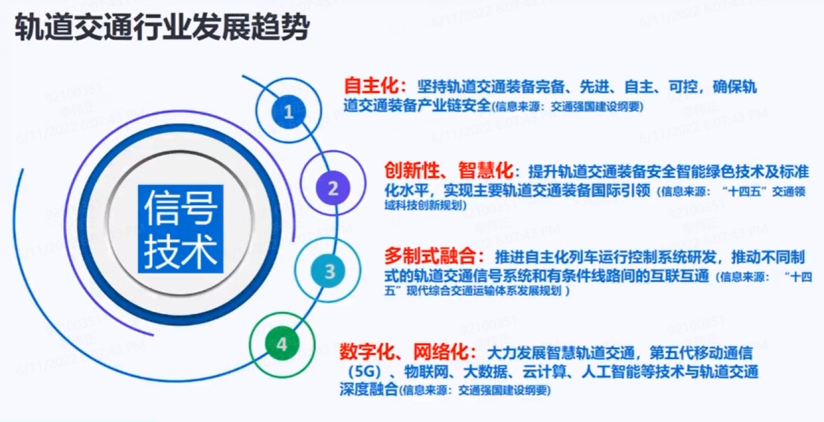 轨道交通行业发展趋势
信号
技术
1
自主化：坚持轨道交通装备完备、先进、自主、可控，确保轨
道交通装备产业链安全(信息来源：交通强国建设纲要)
2
创新性、智慧化：提升轨道交通装备安全智能绿色技术及标准
化水平，实现主要轨道交通装备国际引领（信息来源：“十四五”交通领
域科技创新规划）
3
多制式融合：推进自主化列车运行控制系统研发，推动不同制
式的轨道交通信号系统和有条件线路间的互联互通（信息来源：“十四
五”现代综合交通运输体系发展规划 ）
4
数字化、网络化：大力发展智慧轨道交通，第五代移动通信
（5G）、物联网、大数据、云计算、人工智能等技术与轨道交通
深度融合(信息来源：交通强国建设纲要)